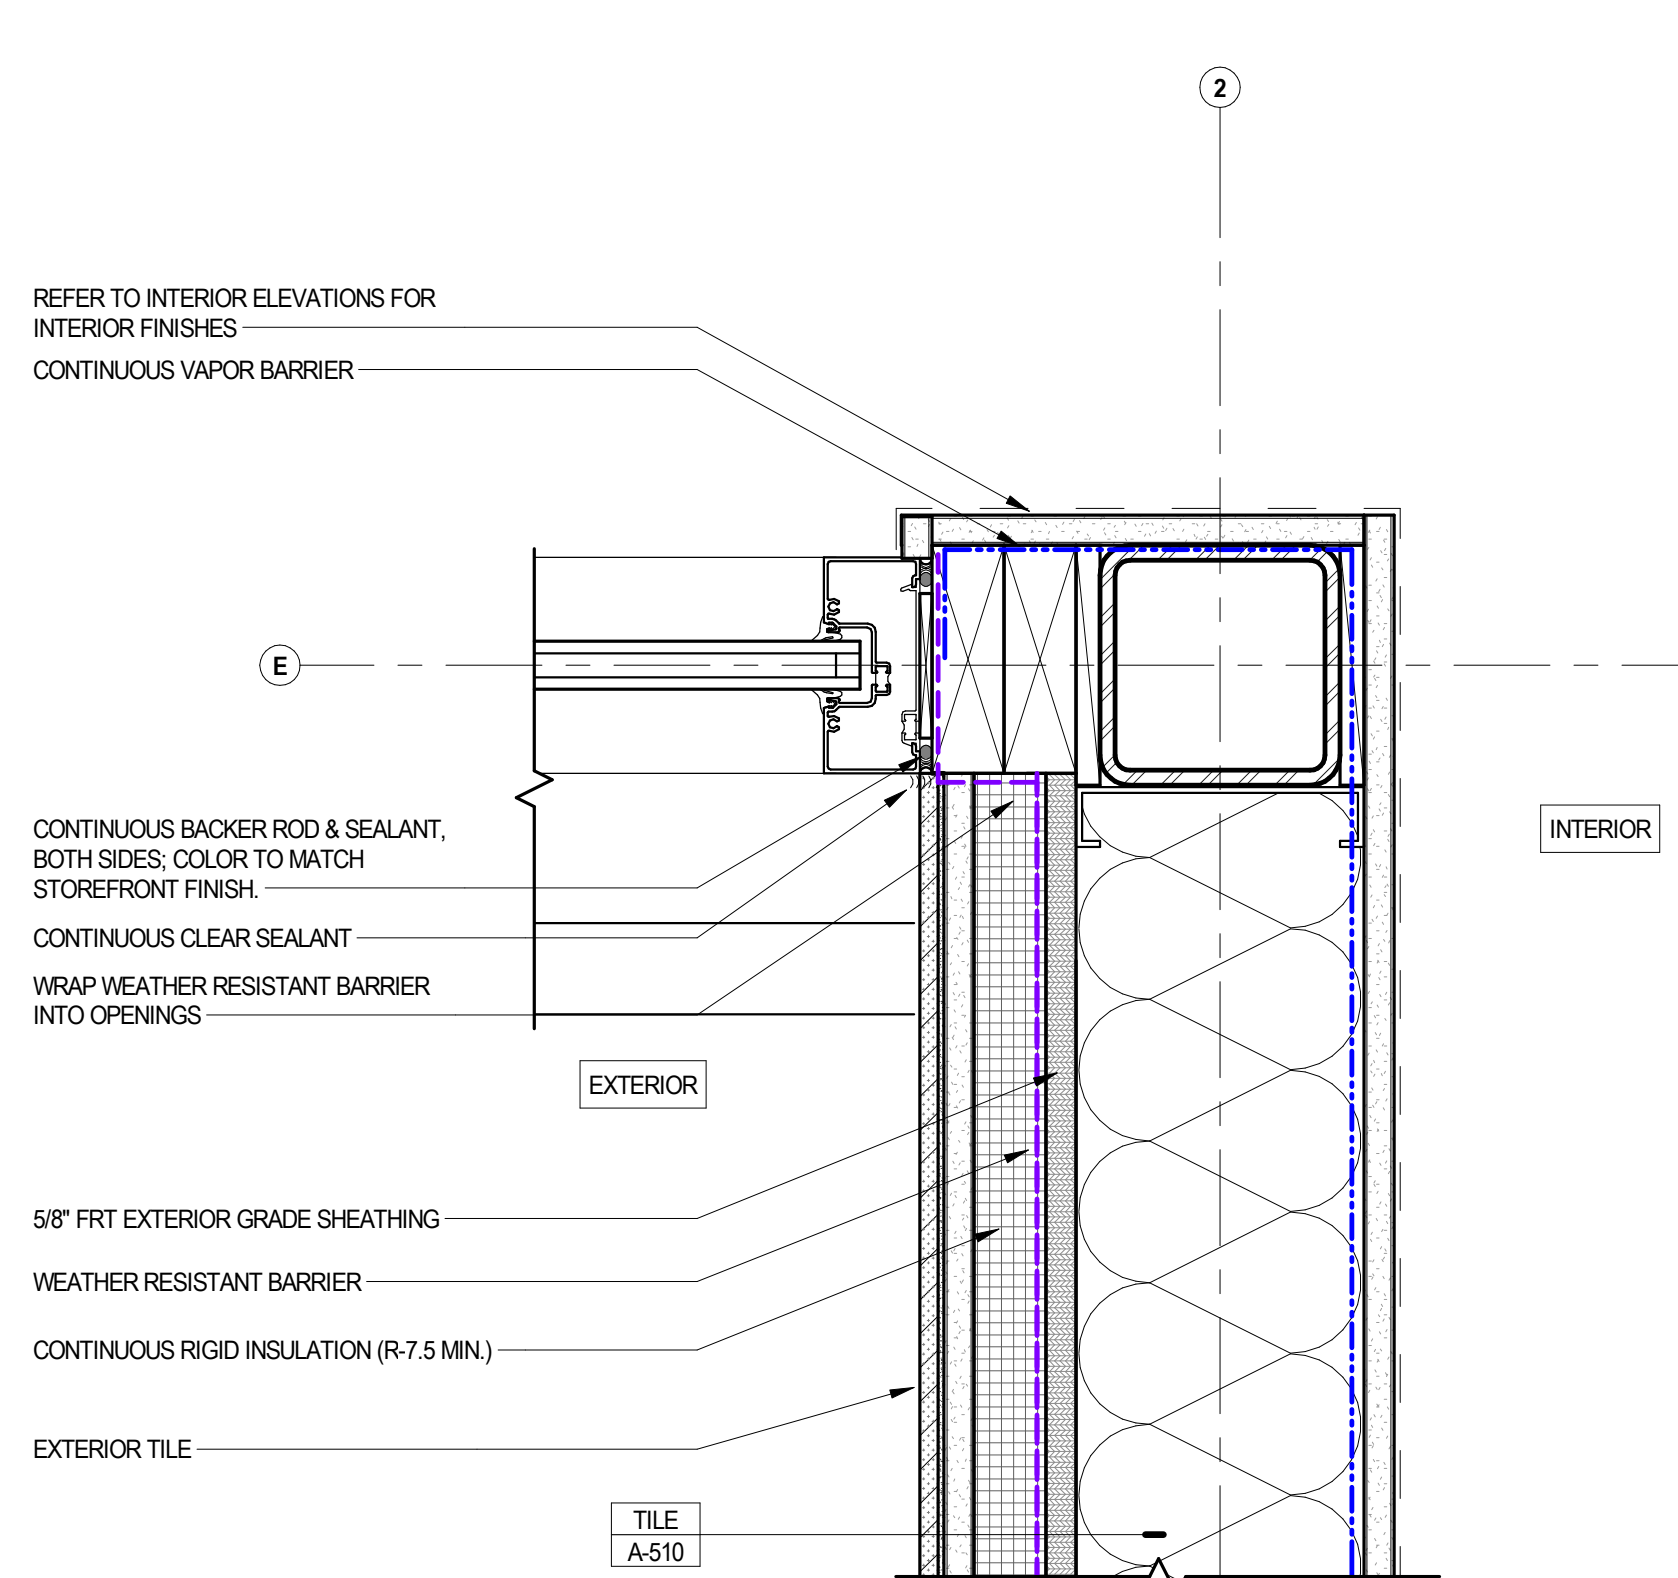 2
REFER TO INTERIOR ELEVATIONS FOR
INTERIOR FINISHES
CONTINUOUS VAPOR BARRIER
E
CONTINUOUS BACKER ROD & SEALANT,
BOTH SIDES; COLOR TO MATCH
STOREFRONT FINISH.
INTERIOR
CONTINUOUS CLEAR SEALANT
WRAP WEATHER RESISTANT BARRIER
INTO OPENINGS
EXTERIOR
5/8" FRT EXTERIOR GRADE SHEATHING
WEATHER RESISTANT BARRIER
CONTINUOUS RIGID INSULATION (R-7.5 MIN.)
EXTERIOR TILE
TILE
A-510